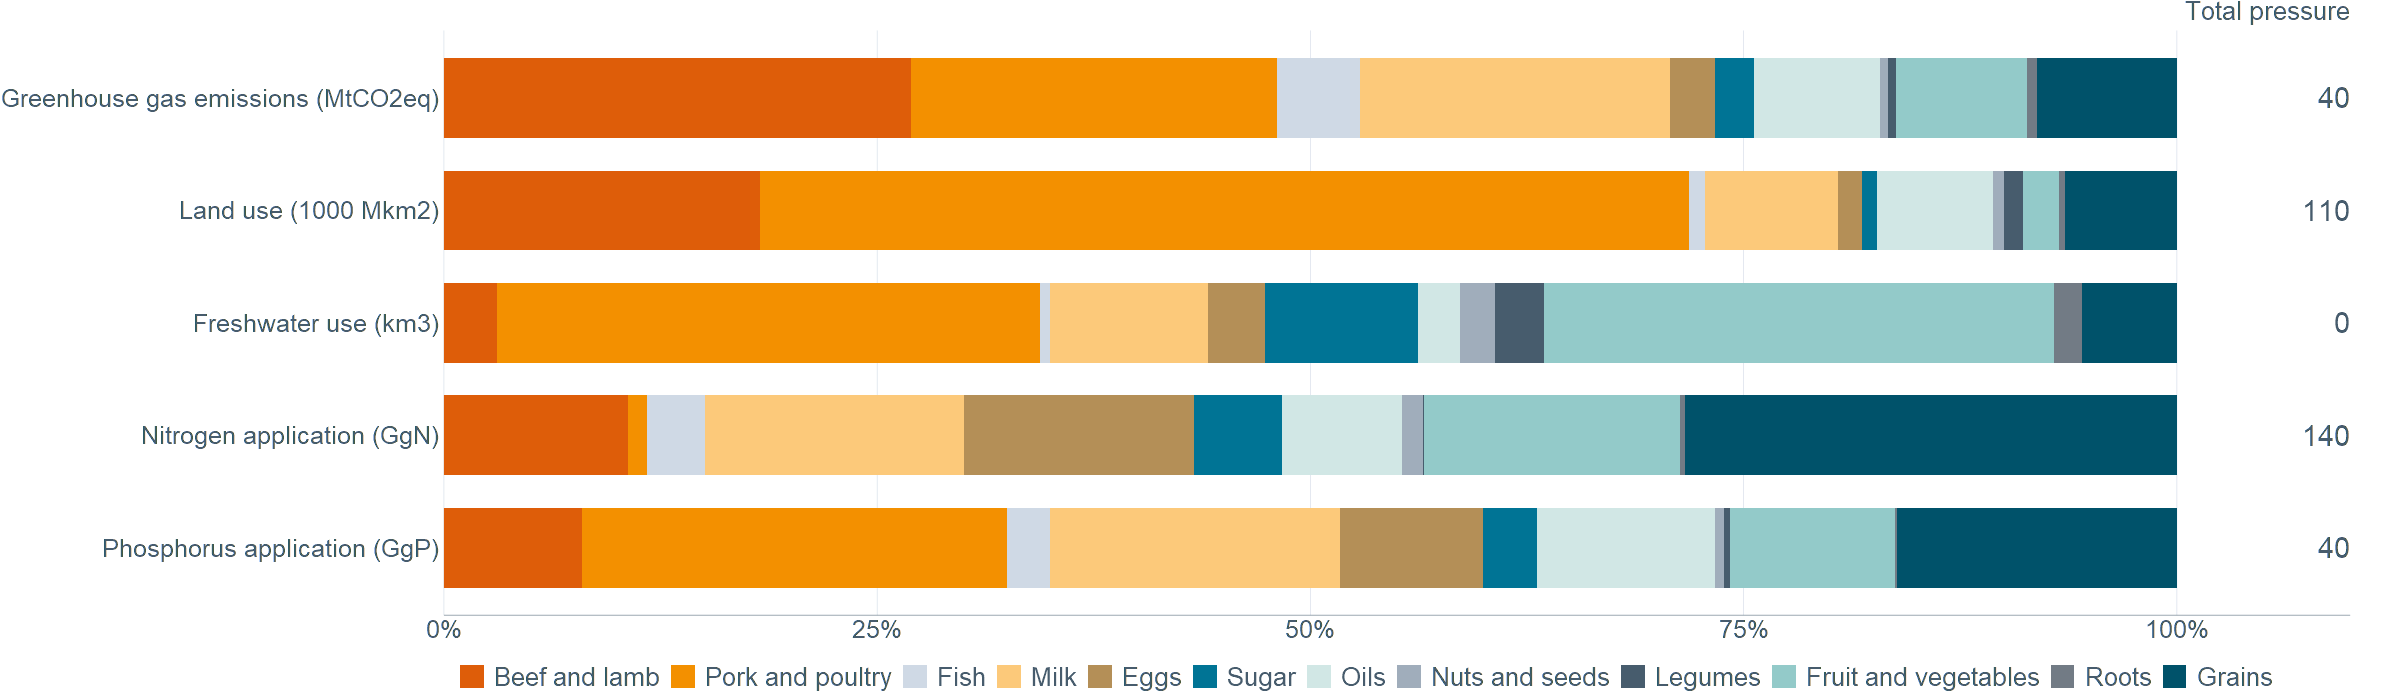 Total pressure
Greenhouse gas emissions (MtCO2eq) 40
Land use (1000 Mkm2) 110
Freshwater use (km3) 0
Nitrogen application (GgN) 140
Phosphorus application (GgP) 40
0% 25% 50% 75% 100%
Beef and lamb Pork and poultry Fish Milk Eggs Sugar Oils Nuts and seeds Legumes Fruit and vegetables Roots Grains